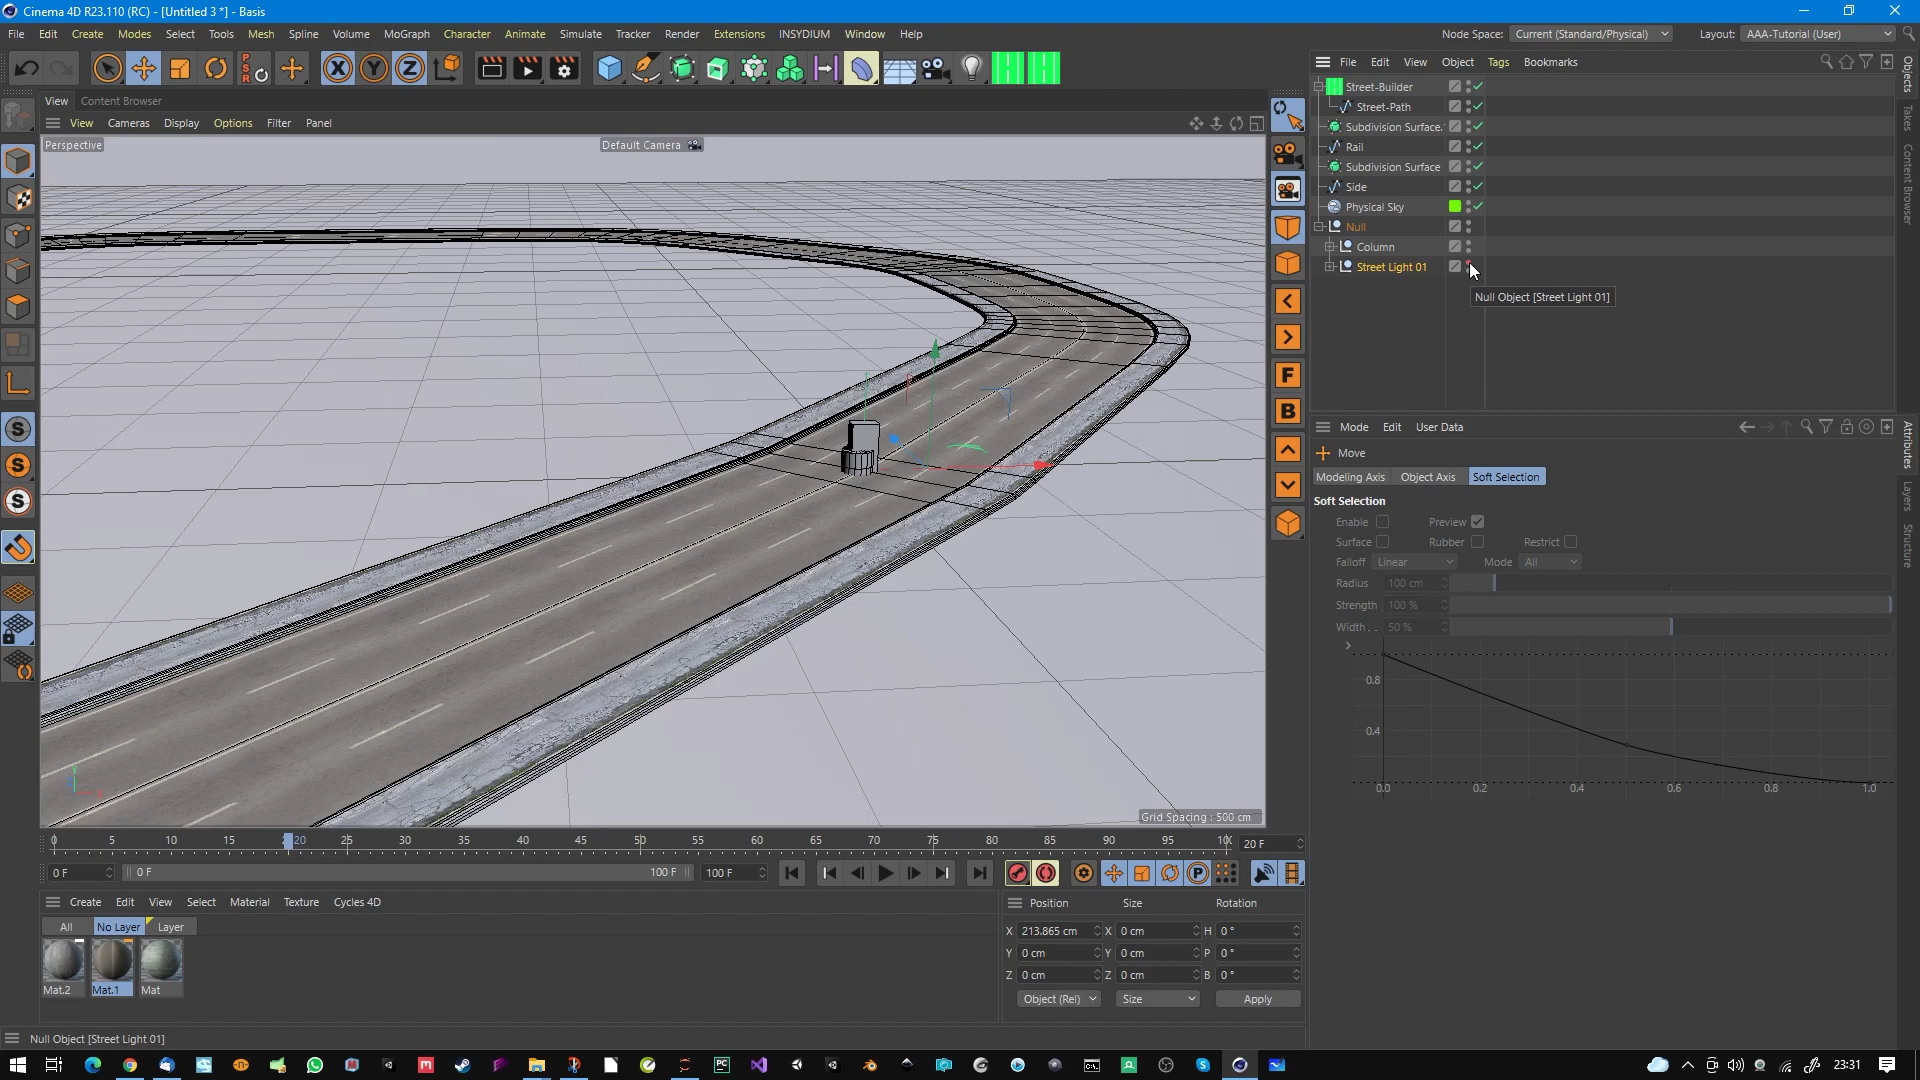 Cinema 4D R23.110 (RC) - [Untitled 3 *] - Basis
File Edit Create Modes Select Tools Mesh Spline Volume MoGraph Character Animate Simulate Tracker Render Extensions INSYDIUM Window Help
Node Space: Current (Standard/Physical) Layout: AAA-Tutorial (User)
P S R X Y Z
File Edit View Object Tags Bookmarks
View Content Browser
View Cameras Display Options Filter Panel
Perspective
Default Camera
Street-Builder
Street-Path
Subdivision Surface.
Rail
Subdivision Surface
Side
Physical Sky
Null
Column
Street Light 01
Null Object [Street Light 01]
Objects
Takes
Content Browser
F
B
S
S
S
Mode Edit User Data
Move
Modeling Axis Object Axis Soft Selection
Soft Selection
Enable Preview
Surface Rubber Restrict
Falloff Linear Mode All
Radius 100 cm
Strength 100 %
Width . . 50 %
0.8
0.4
0.0 0.2 0.4 0.6 0.8 1.0
Attributes
Layers
Structure
Y
Grid Spacing : 500 cm
0 5 10 15 20 25 30 35 40 45 50 55 60 65 70 75 80 85 90 95 10 20 F
0 F 0 F 100 F 100 F P
Create Edit View Select Material Texture Cycles 4D
All No Layer Layer
Mat.2 Mat.1 Mat
Position Size Rotation
X 213.865 cm X 0 cm H 0 °
Y 0 cm Y 0 cm P 0 °
Z 0 cm Z 0 cm B 0 °
Object (Rel) Size Apply
Null Object [Street Light 01]
23:31